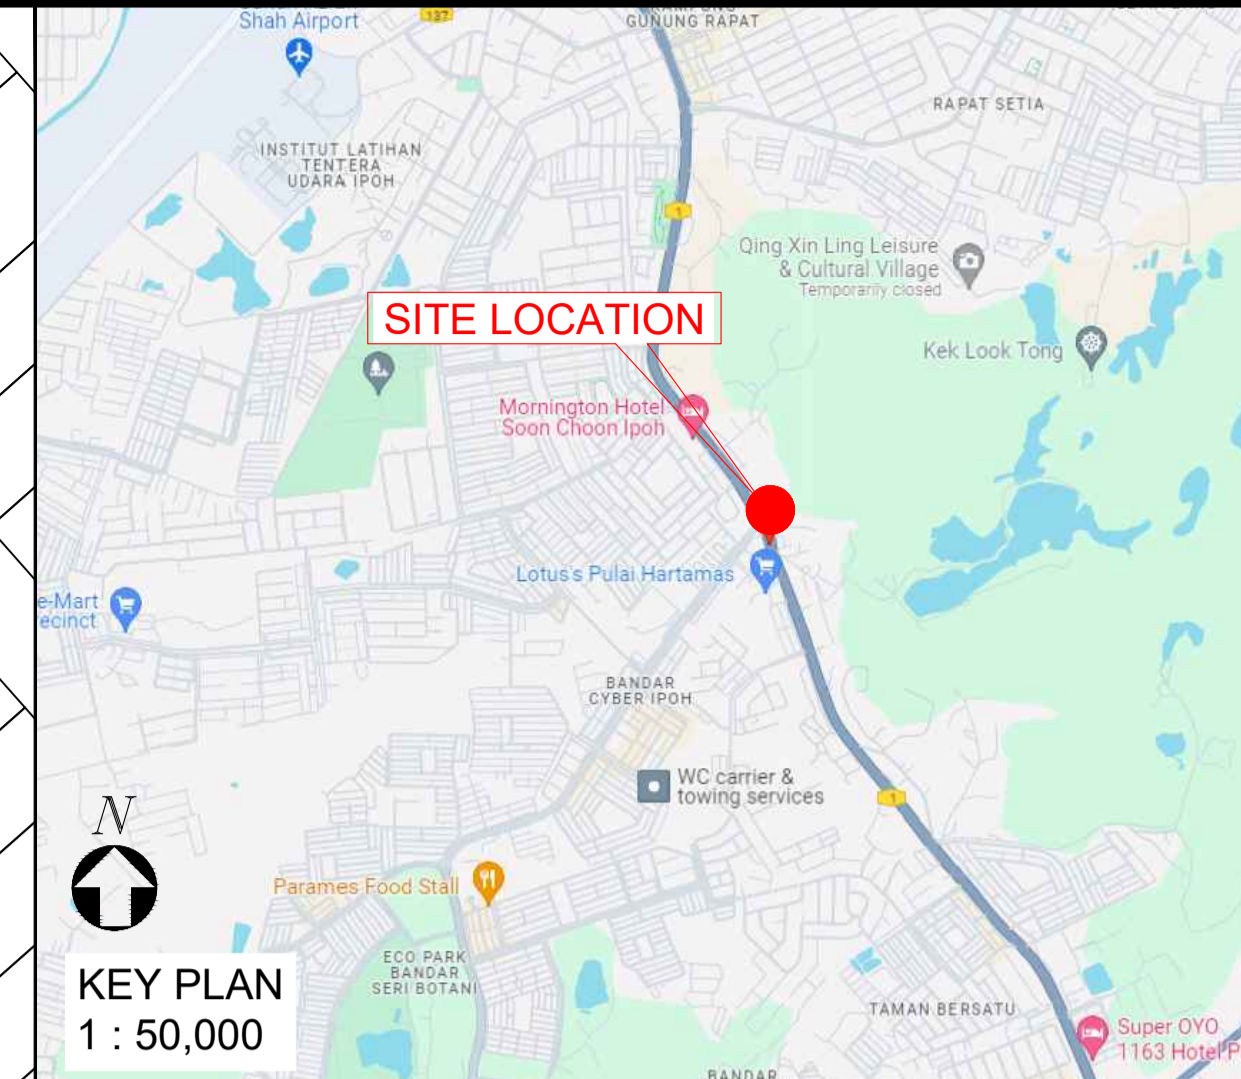 Shah Airport
137
GUNUNG RAPAT
RAPAT SETIA
INSTITUT LATIHAN
TENTERA
UDARA IPOH
1
Qing Xin Ling Leisure
& Cultural Village
Temporarily closed
SITE LOCATION
Kek Look Tong
Mornington Hotel
Soon Choon Ipoh
Lotus's Pulai Hartamas
e-Mart
ecinct
BANDAR
CYBER IPOH
WC carrier &
towing services
1
N
Parames Food Stall
ECO PARK
BANDAR
SERI BOTANI
KEY PLAN
1 : 50,000
TAMAN BERSATU
Super OYO
1163 Hotel P
BANDAR